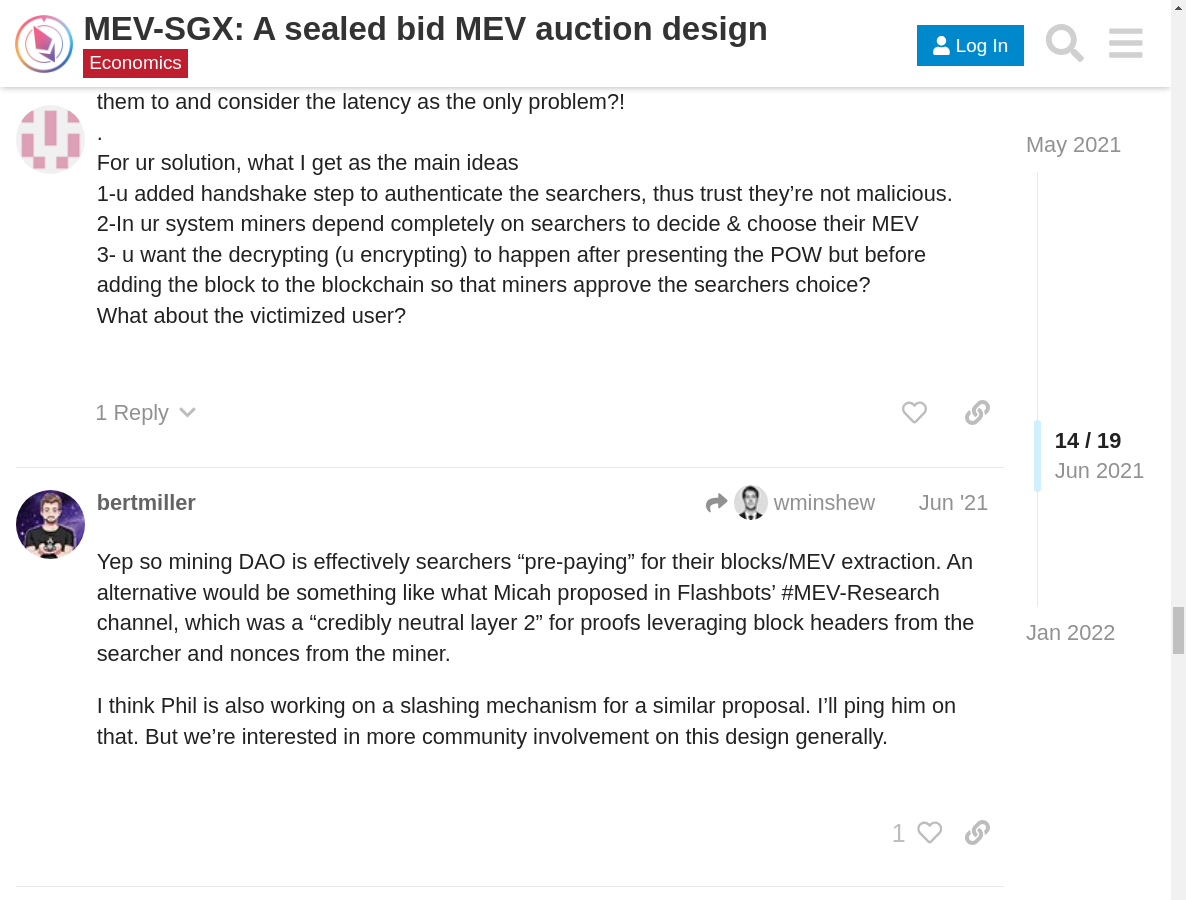 MEV-SGX: A sealed bid MEV auction design
Economics
Log In
them to and consider the latency as the only problem?!
.
For ur solution, what I get as the main ideas
1-u added handshake step to authenticate the searchers, thus trust they’re not malicious.
2-In ur system miners depend completely on searchers to decide & choose their MEV
3- u want the decrypting (u encrypting) to happen after presenting the POW but before
adding the block to the blockchain so that miners approve the searchers choice?
What about the victimized user?
1 Reply
bertmiller
wminshew
Jun '21
Yep so mining DAO is effectively searchers “pre-paying” for their blocks/MEV extraction. An
alternative would be something like what Micah proposed in Flashbots’ #MEV-Research
channel, which was a “credibly neutral layer 2” for proofs leveraging block headers from the
searcher and nonces from the miner.
I think Phil is also working on a slashing mechanism for a similar proposal. I’ll ping him on
that. But we’re interested in more community involvement on this design generally.
1
May 2021
14 / 19
Jun 2021
Jan 2022